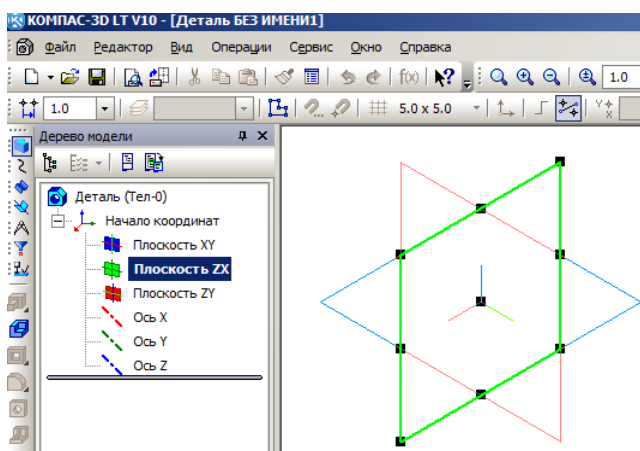 КОМПАС-3D LT V10 - [Деталь БЕЗ ИМЕНИ1]
Файл Редактор Вид Операции Сервис Окно Справка
f(x) 1.0
1.0 5.0 x 5.0
Дерево модели
Деталь (Тел-0)
Начало координат
Плоскость XY
Плоскость ZX
Плоскость ZY
Ось X
Ось Y
Ось Z